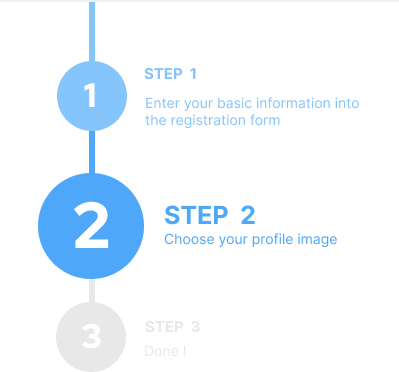 1
STEP 1
Enter your basic information into
the registration form
2
STEP 2
Choose your profile image
3
STEP 3
Done !